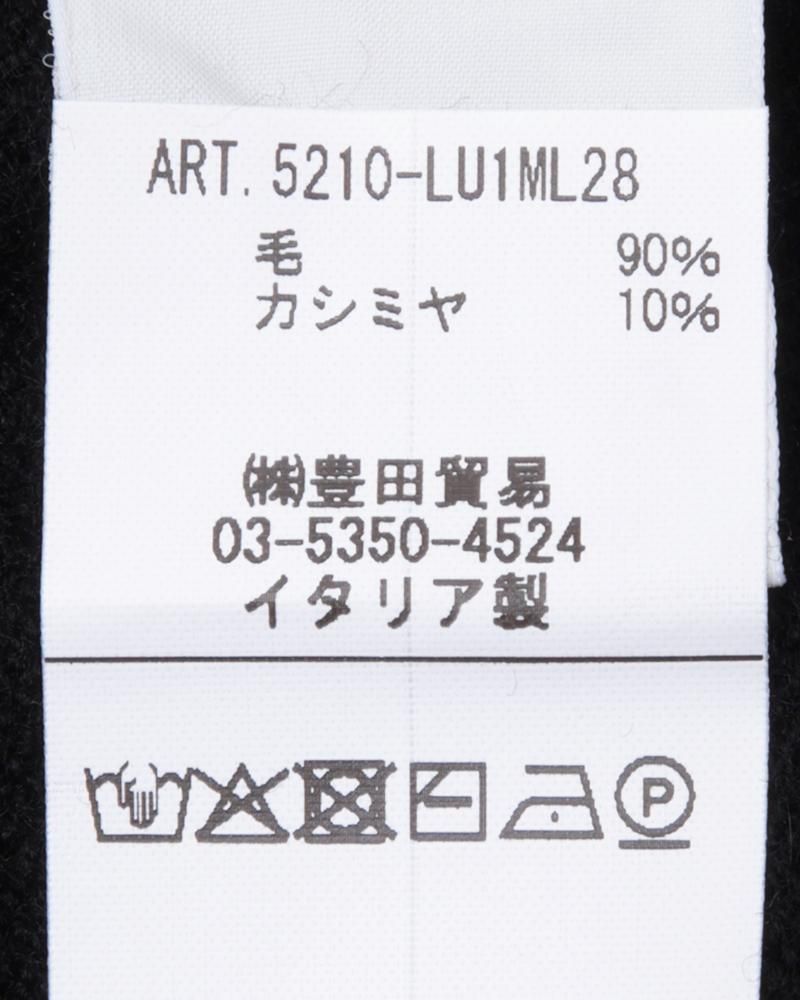 ART. 5210-LU1ML28
毛 90%
カシミヤ 10%
㈱豊田貿易
03-5350-4524
イタリア製
P